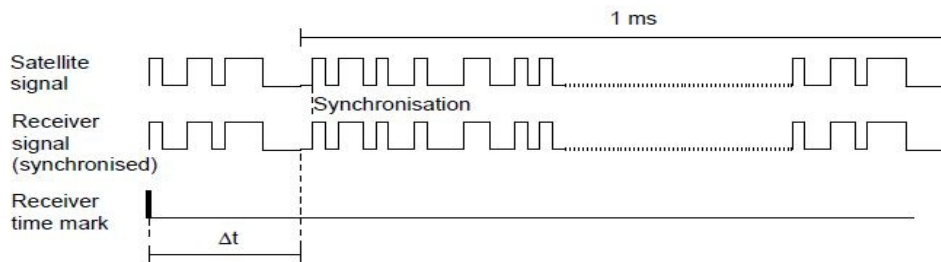 1 ms
Satellite
signal
Synchronisation
Receiver
signal
(synchronised)
Receiver
time mark
Δt